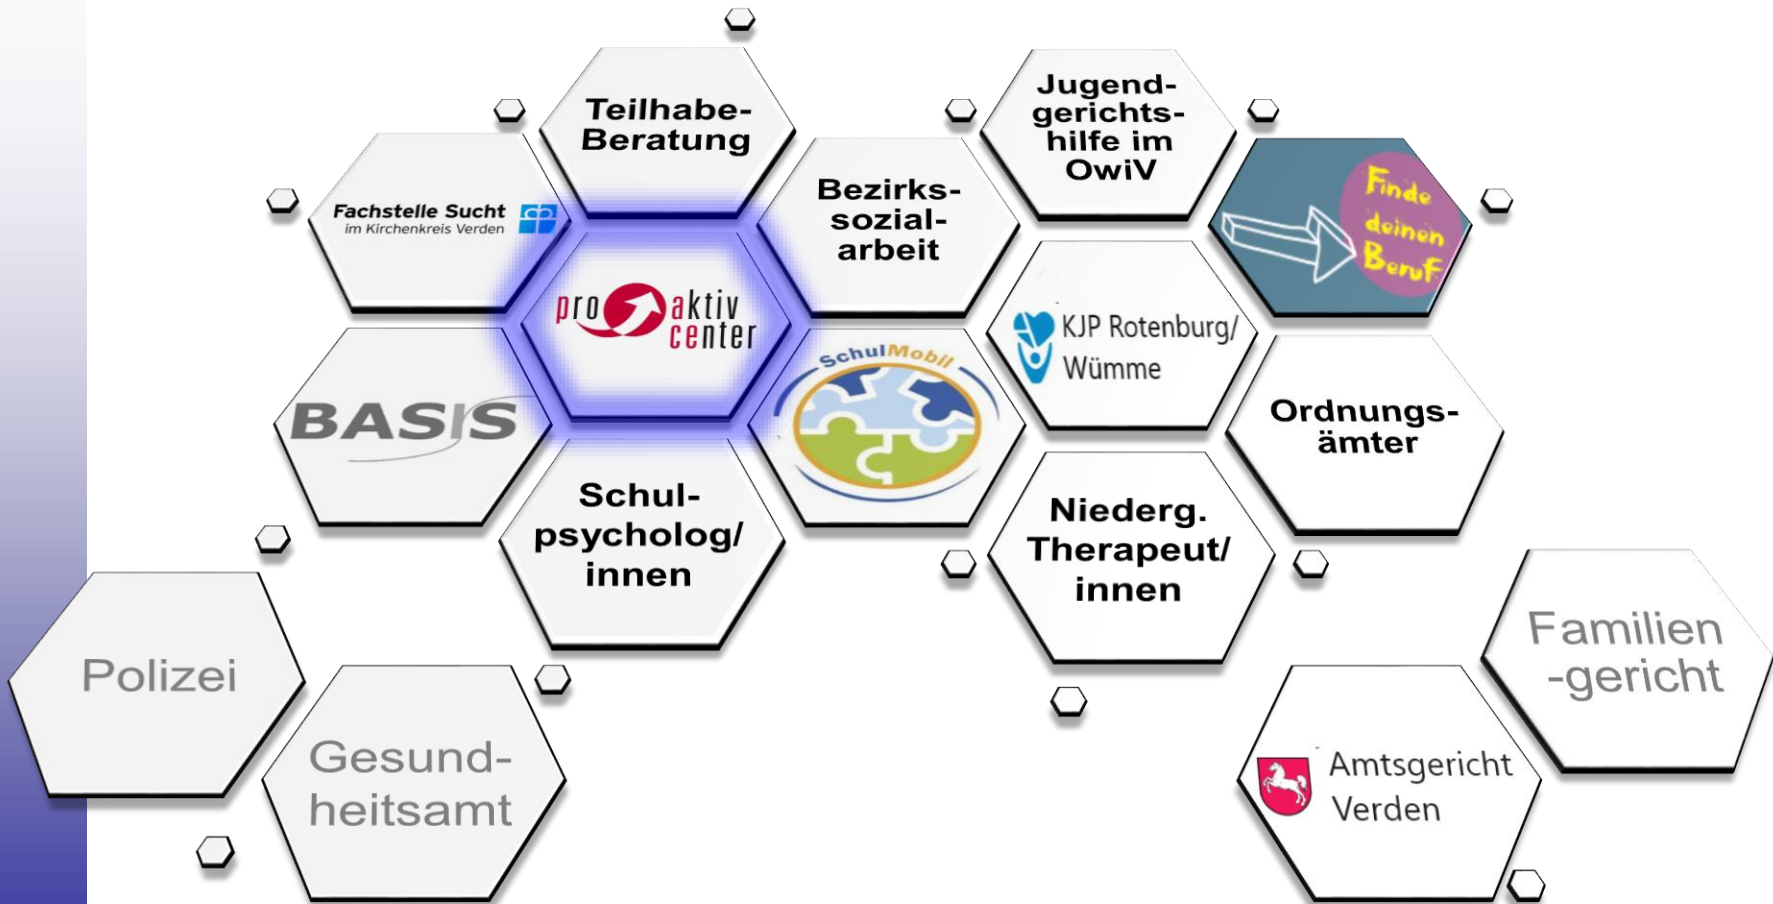 Teilhabe-
Beratung
Jugend-
gerichts-
hilfe im
OwiV
Fachstelle Sucht
im Kirchenkreis Verden
Bezirks-
sozial-
arbeit
Finde
deinen
Beruf
pro aktiv
center
SchulMobil
KJP Rotenburg/
Wümme
BASIS
Ordnungs-
ämter
Schul-
psycholog/
innen
Niederg.
Therapeut/
innen
Polizei
Gesund-
heitsamt
Familien
-gericht
Amtsgericht
Verden